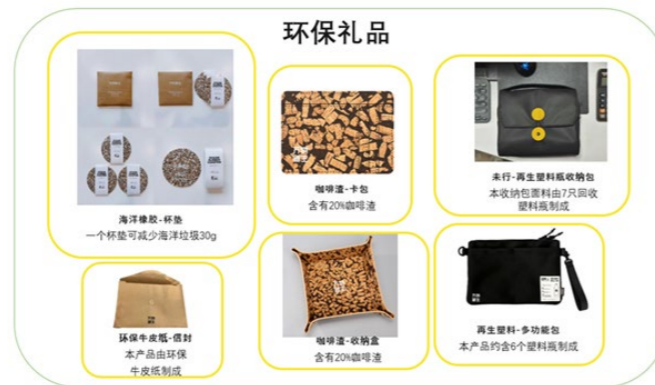 环保礼品
海洋橡胶-杯垫
一个杯垫可减少海洋垃圾30g
咖啡渣-卡包
含有20%咖啡渣
未行-再生塑料瓶收纳包
本收纳包面料由7只回收
塑料瓶制成
环保牛皮纸-信封
本产品由环保
牛皮纸制成
咖啡渣-收纳盒
含有20%咖啡渣
再生塑料-多功能包
本产品约含6个塑料瓶制成